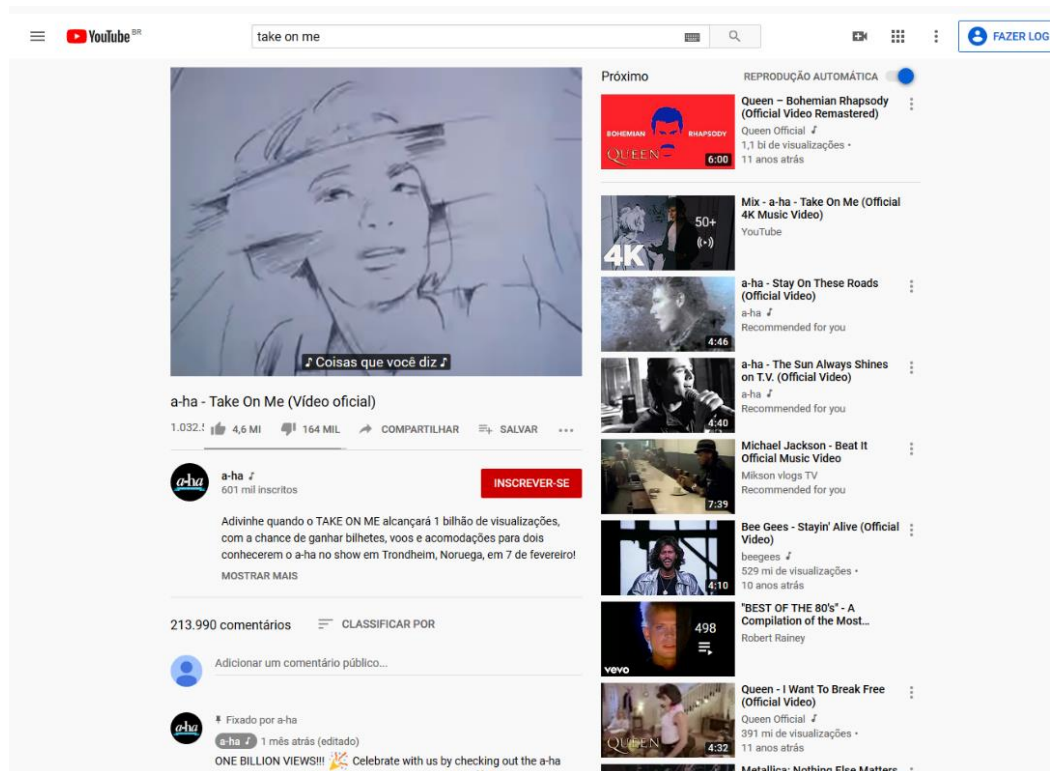 YouTube BR
take on me
FAZER LOG
♪ Coisas que você diz ♪
a-ha - Take On Me (Vídeo oficial)
1.032.
4,6 MI 164 MIL COMPARTILHAR SALVAR
a-ha
a-ha ♪
601 mil inscritos
INSCREVER-SE
Adivinhe quando o TAKE ON ME alcançará 1 bilhão de visualizações,
com a chance de ganhar bilhetes, voos e acomodações para dois
conhecerem o a-ha no show em Trondheim, Noruega, em 7 de fevereiro!
MOSTRAR MAIS
213.990 comentários CLASSIFICAR POR
Adicionar um comentário público...
a-ha
Fixado por a-ha
a-ha ♪ 1 mês atrás (editado)
ONE BILLION VIEWS!!! 🎉 Celebrate with us by checking out the a-ha
Próximo REPRODUÇÃO AUTOMÁTICA
BOHEMIAN RHAPSODY
QUEEN
6:00
Queen – Bohemian Rhapsody
(Official Video Remastered)
Queen Official ♪
1,1 bi de visualizações •
11 anos atrás
50+
4K
Mix - a-ha - Take On Me (Official
4K Music Video)
YouTube
4:46
a-ha - Stay On These Roads
(Official Video)
a-ha ♪
Recommended for you
4:40
a-ha - The Sun Always Shines
on T.V. (Official Video)
a-ha ♪
Recommended for you
7:39
Michael Jackson - Beat It
Official Music Video
Mikson vlogs TV
Recommended for you
4:10
Bee Gees - Stayin' Alive (Official
Video)
beegees ♪
529 mi de visualizações •
10 anos atrás
498
vevo
"BEST OF THE 80's" - A
Compilation of the Most...
Robert Rainey
QUEEN
4:32
Queen - I Want To Break Free
(Official Video)
Queen Official ♪
391 mi de visualizações •
11 anos atrás
Metallica: Nothing Else Matters